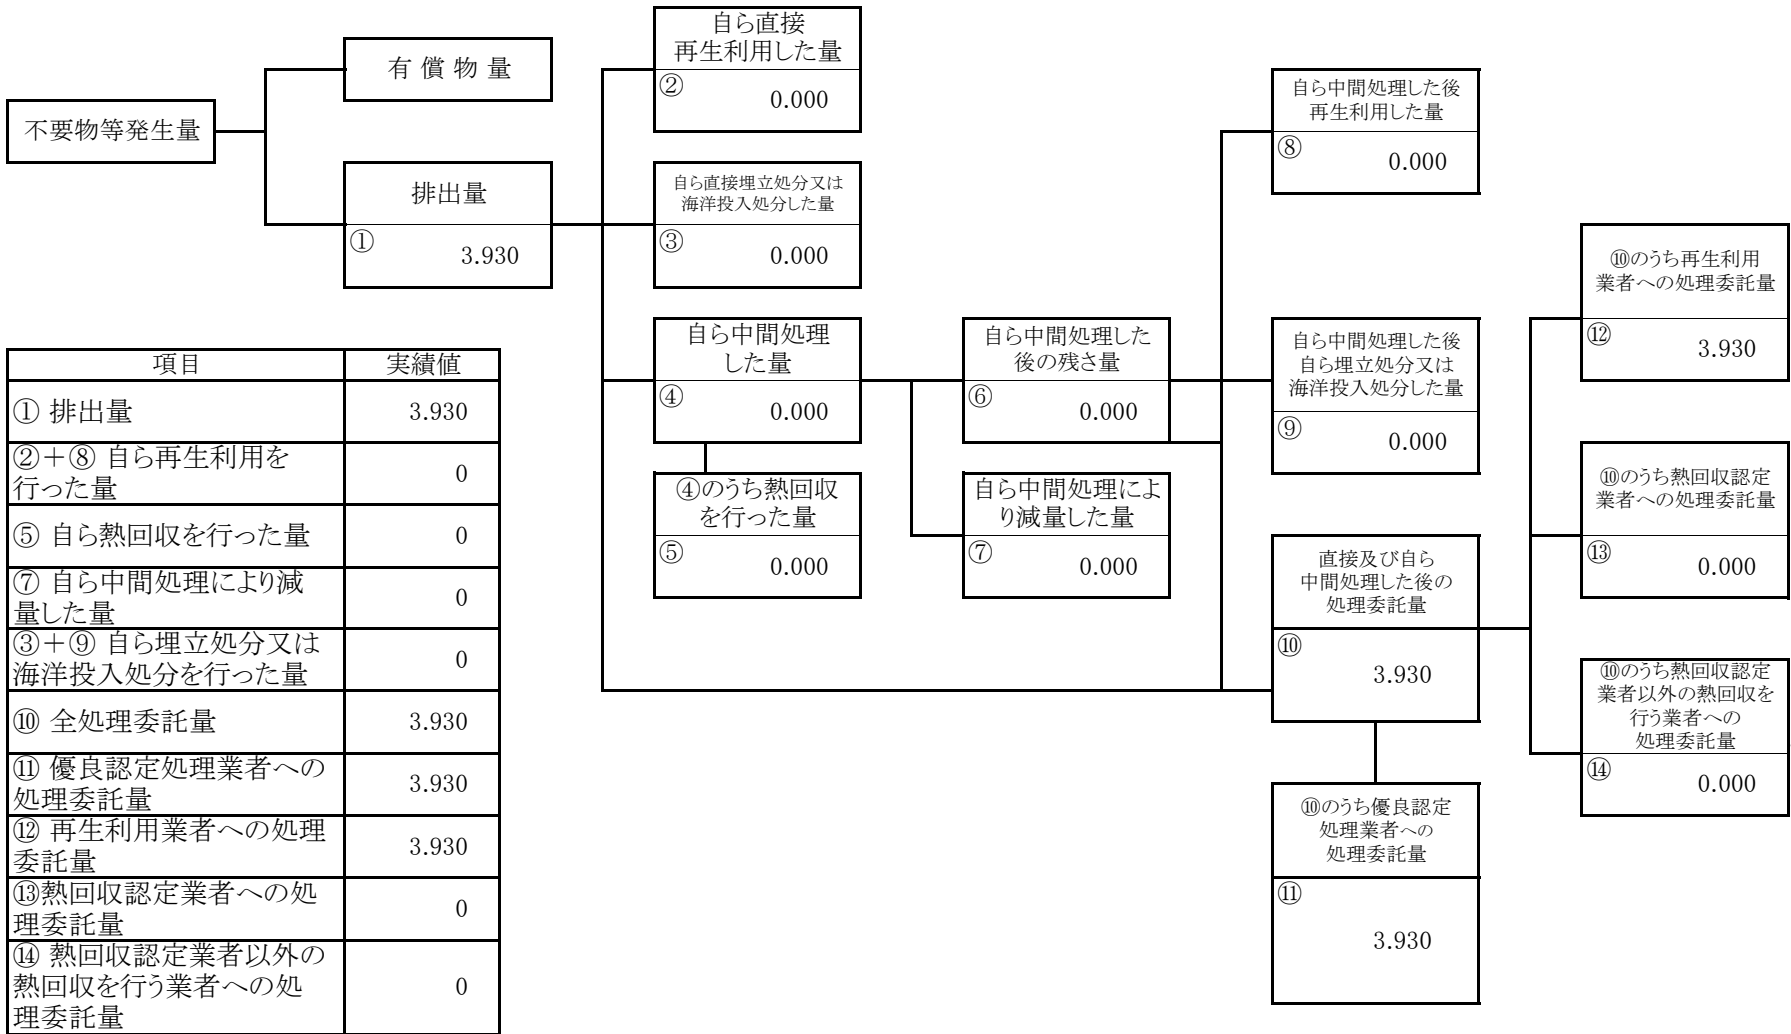 不要物等発生量
有 償 物 量
排出量
①
3.930
自ら直接
再生利用した量
②
0.000
自ら直接埋立処分又は
海洋投入処分した量
③
0.000
自ら中間処理
した量
④
0.000
④のうち熱回収
を行った量
⑤
0.000
自ら中間処理した
後の残さ量
⑥
0.000
自ら中間処理によ
り減量した量
⑦
0.000
自ら中間処理した後
再生利用した量
⑧
0.000
自ら中間処理した後
自ら埋立処分又は
海洋投入処分した量
⑨
0.000
直接及び自ら
中間処理した後の
処理委託量
⑩
3.930
⑩のうち優良認定
処理業者への
処理委託量
⑪
3.930
⑩のうち再生利用
業者への処理委託量
⑫
3.930
⑩のうち熱回収認定
業者への処理委託量
⑬
0.000
⑩のうち熱回収認定
業者以外の熱回収を
行う業者への
処理委託量
⑭
0.000
項目 実績値
① 排出量 3.930
②＋⑧ 自ら再生利用を
行った量 0
⑤ 自ら熱回収を行った量 0
⑦ 自ら中間処理により減
量した量 0
③＋⑨ 自ら埋立処分又は
海洋投入処分を行った量 0
⑩ 全処理委託量 3.930
⑪ 優良認定処理業者への
処理委託量 3.930
⑫ 再生利用業者への処理
委託量 3.930
⑬熱回収認定業者への処
理委託量 0
⑭ 熱回収認定業者以外の
熱回収を行う業者への処
理委託量 0